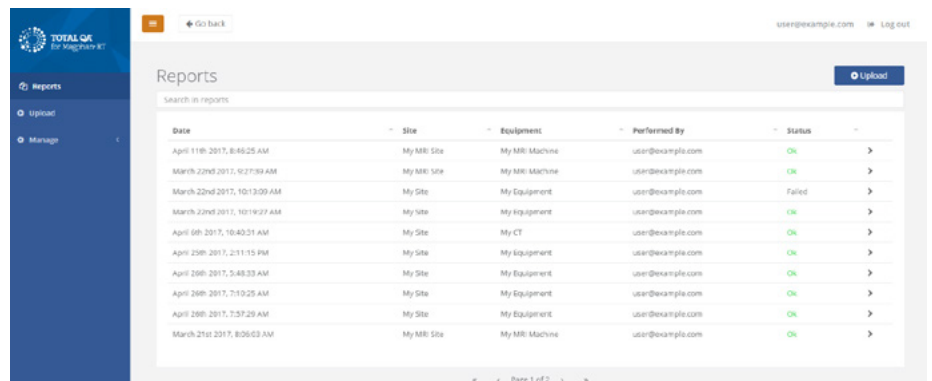 TOTAL QA
for Magphan RT
Go back
user@example.com Log out
Reports
Upload
Manage
Reports
Upload
Search in reports
Date Site Equipment Performed By Status
April 11th 2017, 8:46:25 AM My MRI Site My MRI Machine user@example.com Ok
March 22nd 2017, 9:27:59 AM My MRI Site My MRI Machine user@example.com Ok
March 22nd 2017, 10:13:09 AM My Site My Equipment user@example.com Failed
March 22nd 2017, 10:19:27 AM My Site My Equipment user@example.com Ok
April 6th 2017, 10:40:31 AM My Site My CT user@example.com Ok
April 25th 2017, 2:11:15 PM My Site My Equipment user@example.com Ok
April 26th 2017, 5:48:33 AM My Site My Equipment user@example.com Ok
April 26th 2017, 7:10:25 AM My Site My Equipment user@example.com Ok
April 26th 2017, 7:57:29 AM My Site My Equipment user@example.com Ok
March 21st 2017, 8:06:03 AM My MRI Site My MRI Machine user@example.com Ok
Page 1 of 2